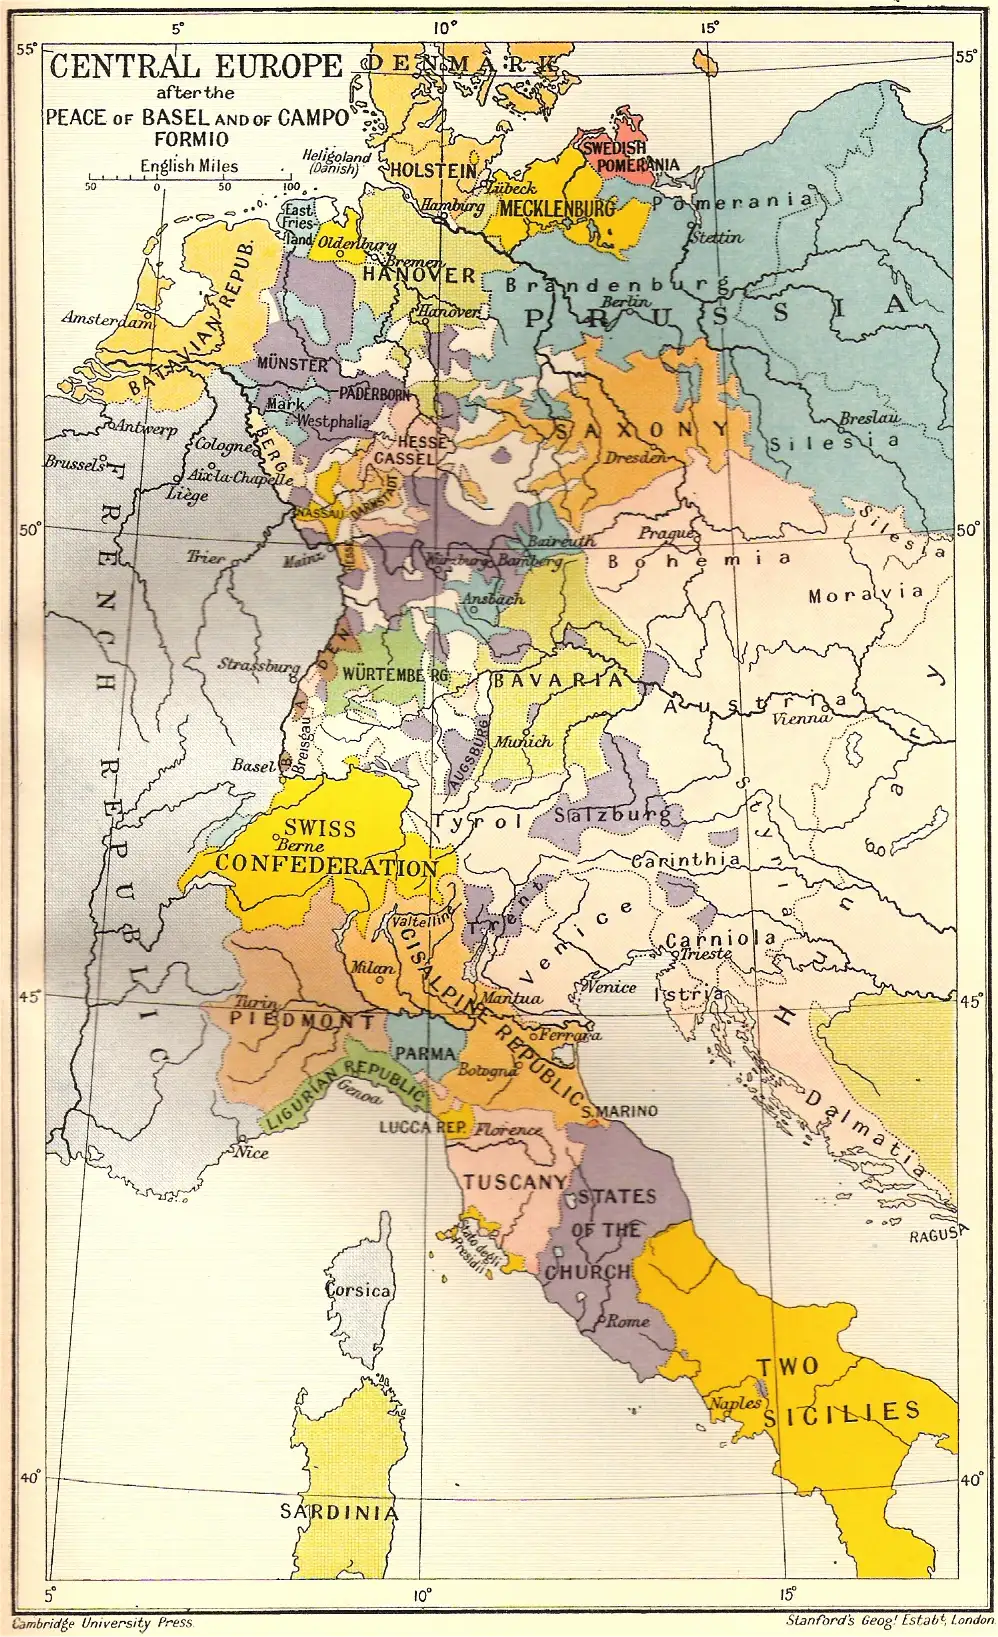 5°
10°
15°
55°
55°
CENTRAL EUROPE
after the
PEACE OF BASEL AND OF CAMPO
FORMIO
English Miles
50 0 50 100
DENMARK
Heligoland
(Danish)
HOLSTEIN
SWEDISH
POMERANIA
Lübeck
Hamburg
MECKLENBURG
Pomerania
Stettin
East
Fries-
land
Oldenburg
Bremen
HANOVER
Hanover
Brandenburg
Berlin
PRUSSIA
Amsterdam
BATAVIAN REPUB.
MÜNSTER
PADERBORN
Mark
Westphalia
BERG
HESSE-
CASSEL
SAXONY
Dresden
Breslau
Silesia
Antwerp
Brussels
Cologne
Aix-la-Chapelle
Liège
FRENCH REPUBLIC
50°
50°
NASSAU
HESSE
DARMSTADT
Trier
Mainz
Würzburg
Bamberg
Baireuth
Ansbach
Prague
Bohemia
Silesia
Moravia
Strassburg
BADEN
Breisgau
WÜRTEMBERG
BAVARIA
Munich
AUGSBURG
Austria
Vienna
Basel
Tyrol
Salzburg
Styria
Hungary
SWISS
Berne
CONFEDERATION
Carinthia
Valtelline
Trent
Venice
Carniola
Trieste
Istria
Milan
CISALPINE REPUBLIC
Mantua
Venice
45°
45°
Turin
PIEDMONT
PARMA
Ferrara
Bologna
LIGURIAN REPUBLIC
Genoa
Nice
LUCCA REP.
Florence
S. MARINO
Dalmatia
TUSCANY
STATES
OF THE
CHURCH
Stato degli
Presidii
RAGUSA
Corsica
Rome
TWO
SICILIES
Naples
40°
40°
SARDINIA
5°
10°
15°
Cambridge University Press
Stanford's Geog.l Estab.t, London